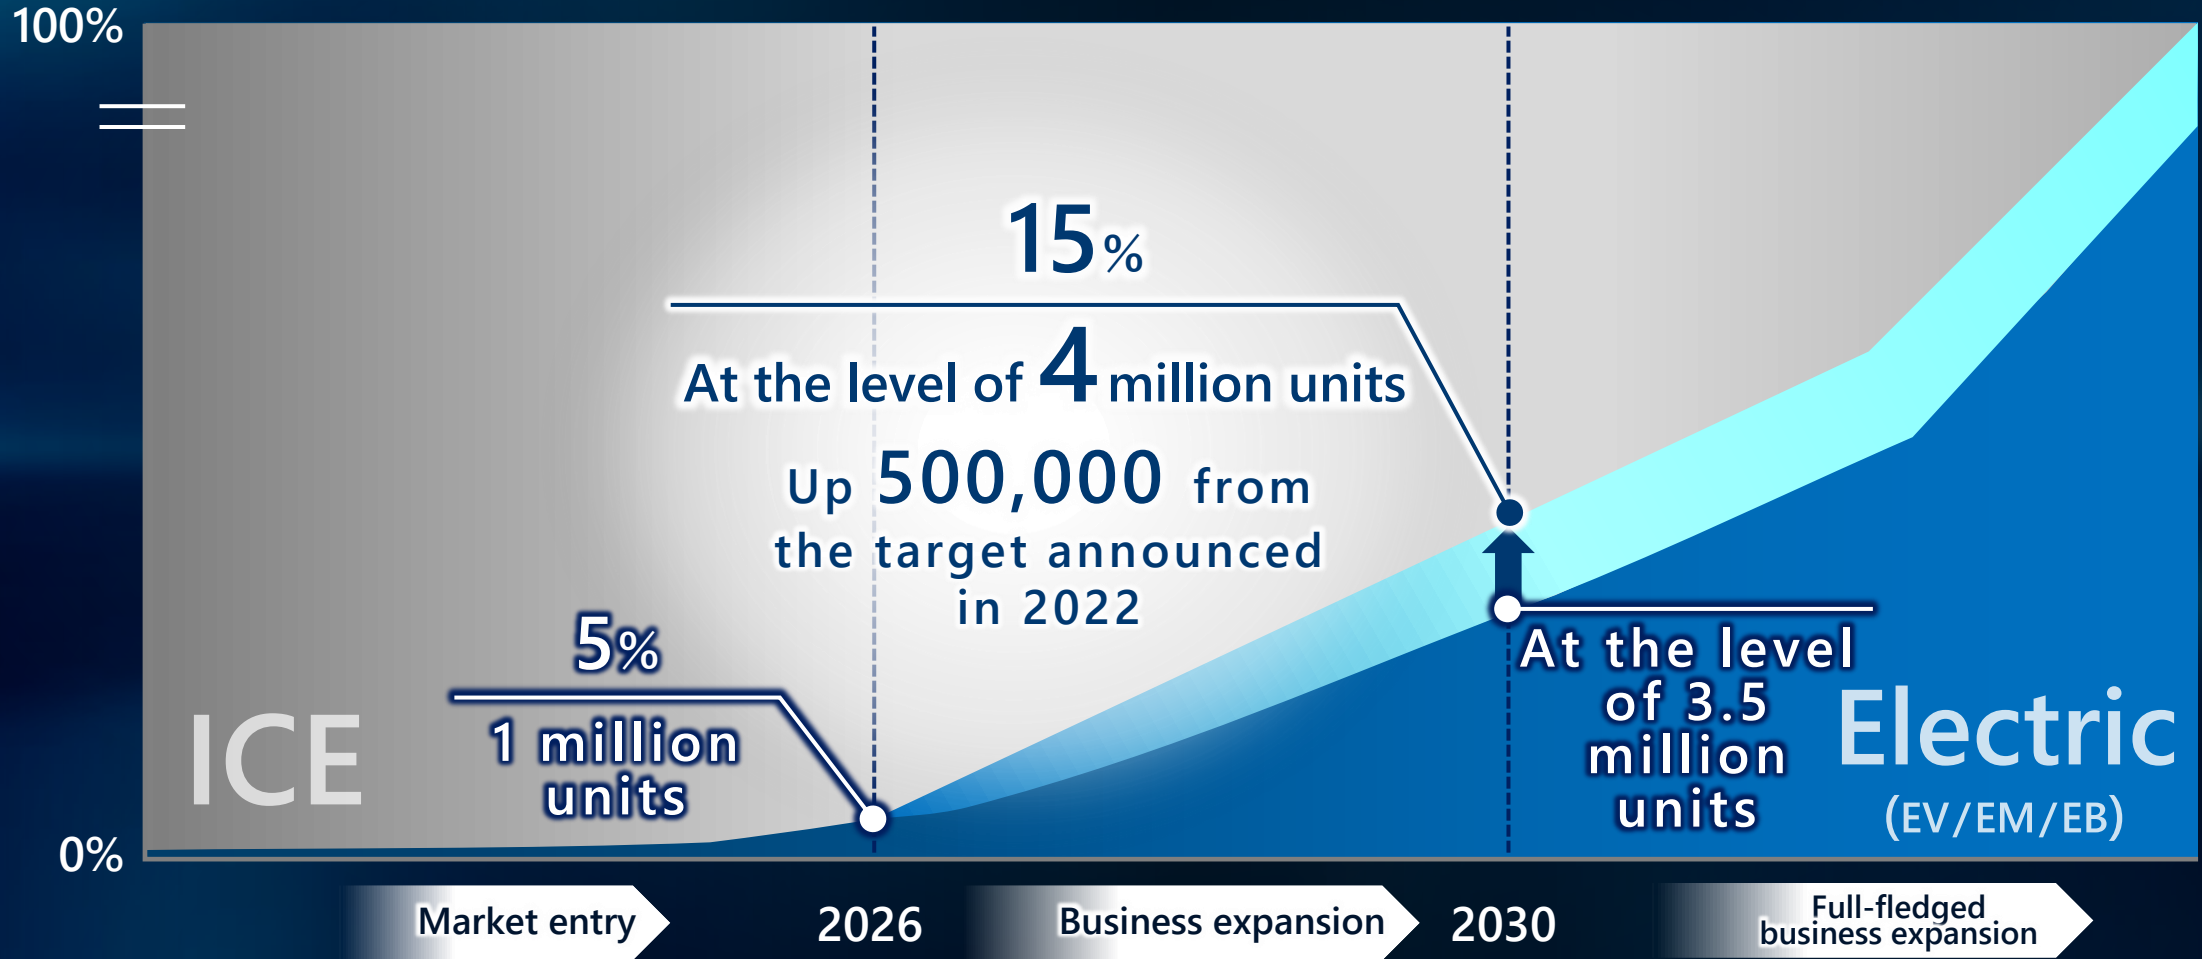 100%
15%
At the level of 4 million units
Up 500,000 from
the target announced
in 2022
5%
1 million
units
At the level
of 3.5
million
units
ICE
Electric
(EV/EM/EB)
0%
Market entry
2026
Business expansion
2030
Full-fledged
business expansion